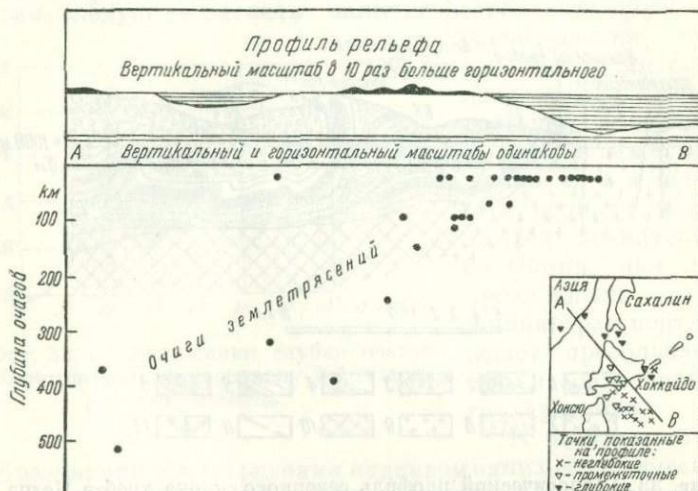 Профиль рельефа
Вертикальный масштаб в 10 раз больше горизонтального
А
Вертикальный и горизонтальный масштабы одинаковы
В
км
100
200
300
400
500
Глубина очагов
Очаги землетрясений
Азия
А
Сахалин
Хоккайдо
Хонсю
В
Точки, показанные
на профиле:
×- неглубокие
▽- промежуточные
▼- глубокие